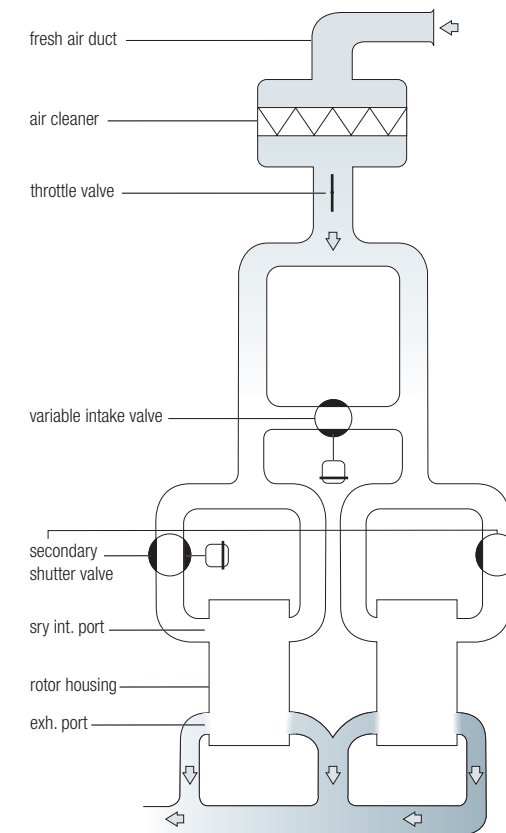 fresh air duct
air cleaner
throttle valve
variable intake valve
secondary
shutter valve
sry int. port
rotor housing
exh. port